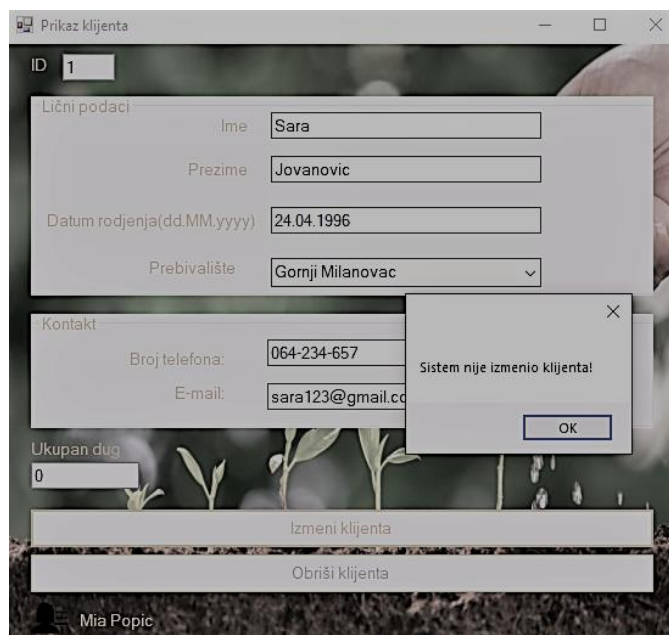 Prikaz klijenta
ID 1
Lični podaci
Ime Sara
Prezime Jovanovic
Datum rodjenja(dd.MM.yyyy) 24.04.1996
Prebivalište Gornji Milanovac
Kontakt
Broj telefona: 064-234-657
E-mail: sara123@gmail.cc
Sistem nije izmenio klijenta!
OK
Ukupan dug
0
Izmeni klijenta
Obriši klijenta
Mia Popic